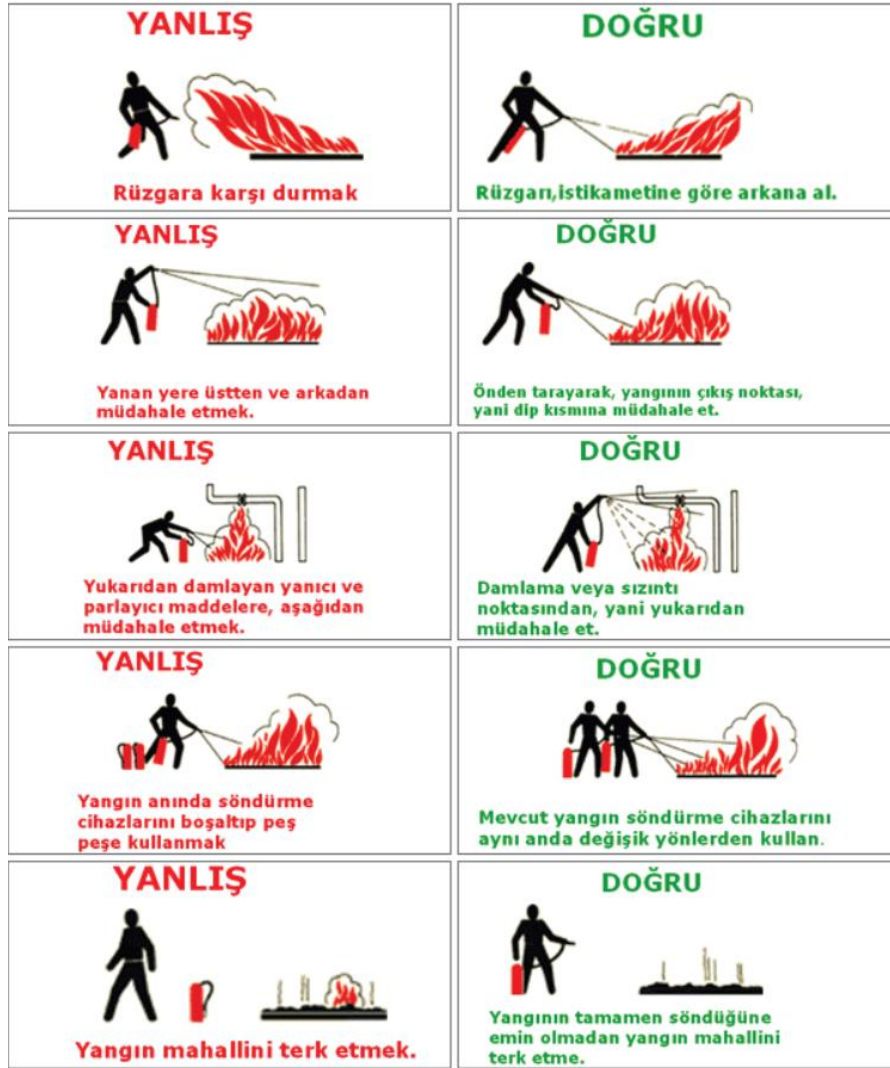 YANLIŞ
Rüzgara karşı durmak
DOĞRU
Rüzgarı,istikametine göre arkana al.
YANLIŞ
Yanan yere üstten ve arkadan
müdahale etmek.
DOĞRU
Önden tarayarak, yangının çıkış noktası,
yani dip kısmına müdahale et.
YANLIŞ
Yukarıdan damlayan yanıcı ve
parlayıcı maddelere, aşağıdan
müdahale etmek.
DOĞRU
Damlama veya sızıntı
noktasından, yani yukarıdan
müdahale et.
YANLIŞ
Yangın anında söndürme
cihazlarını boşaltıp peş
peşe kullanmak
DOĞRU
Mevcut yangın söndürme cihazlarını
aynı anda değişik yönlerden kullan.
YANLIŞ
Yangın mahallini terk etmek.
DOĞRU
Yangının tamamen söndüğüne
emin olmadan yangın mahallini
terk etme.